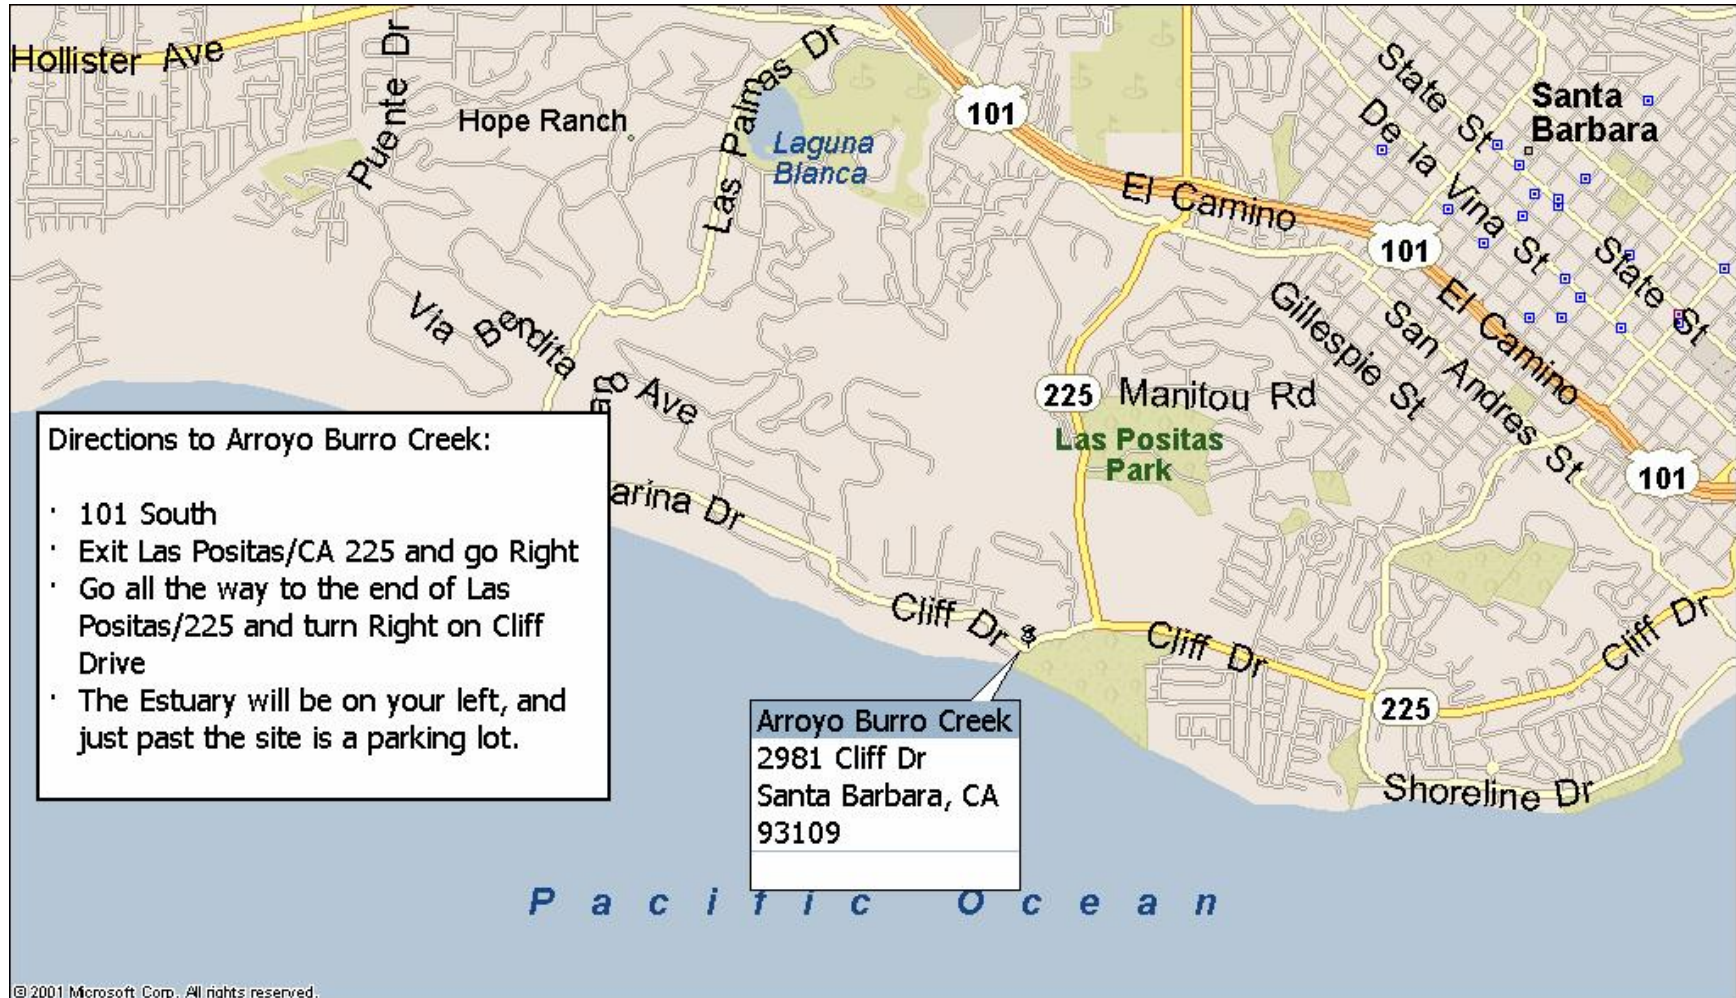 Hollister Ave
Puente Dr
Hope Ranch
Las Palmas Dr
Laguna
Blanca
101
El Camino
State St
De la Vina St
Santa
Barbara
101
State St
El Camino
San Andres St
Gillespie St
Via Bendita
Ave
225
Manitou Rd
Las Positas
Park
101
Directions to Arroyo Burro Creek:
· 101 South
· Exit Las Positas/CA 225 and go Right
· Go all the way to the end of Las
Positas/225 and turn Right on Cliff
Drive
· The Estuary will be on your left, and
just past the site is a parking lot.
arina Dr
Cliff Dr
Cliff Dr
Cliff Dr
225
Shoreline Dr
Arroyo Burro Creek
2981 Cliff Dr
Santa Barbara, CA
93109
Pacific Ocean
© 2001 Microsoft Corp. All rights reserved.